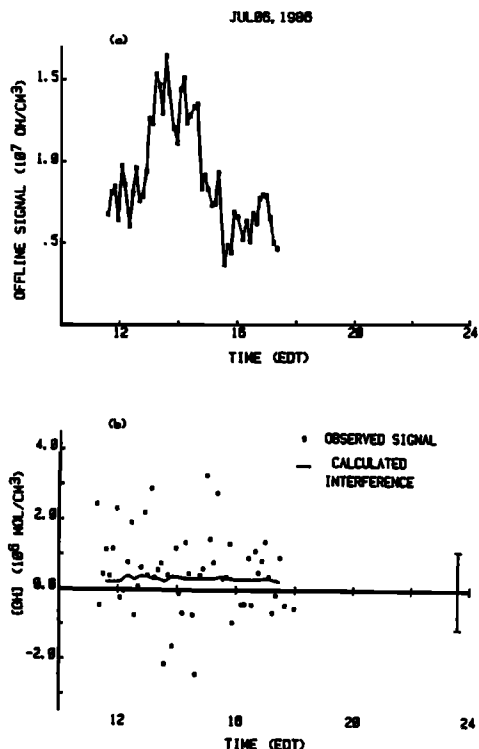 JUL06, 1986
(a)
OFFLINE SIGNAL (10⁷ OH/CM³)
1.5
1.0
.5
12
16
20
24
TIME (EDT)
(b)
• OBSERVED SIGNAL
— CALCULATED INTERFERENCE
[OH] (10⁶ MOL/CM³)
4.0
2.0
0.0
-2.0
12
16
20
24
TIME (EDT)